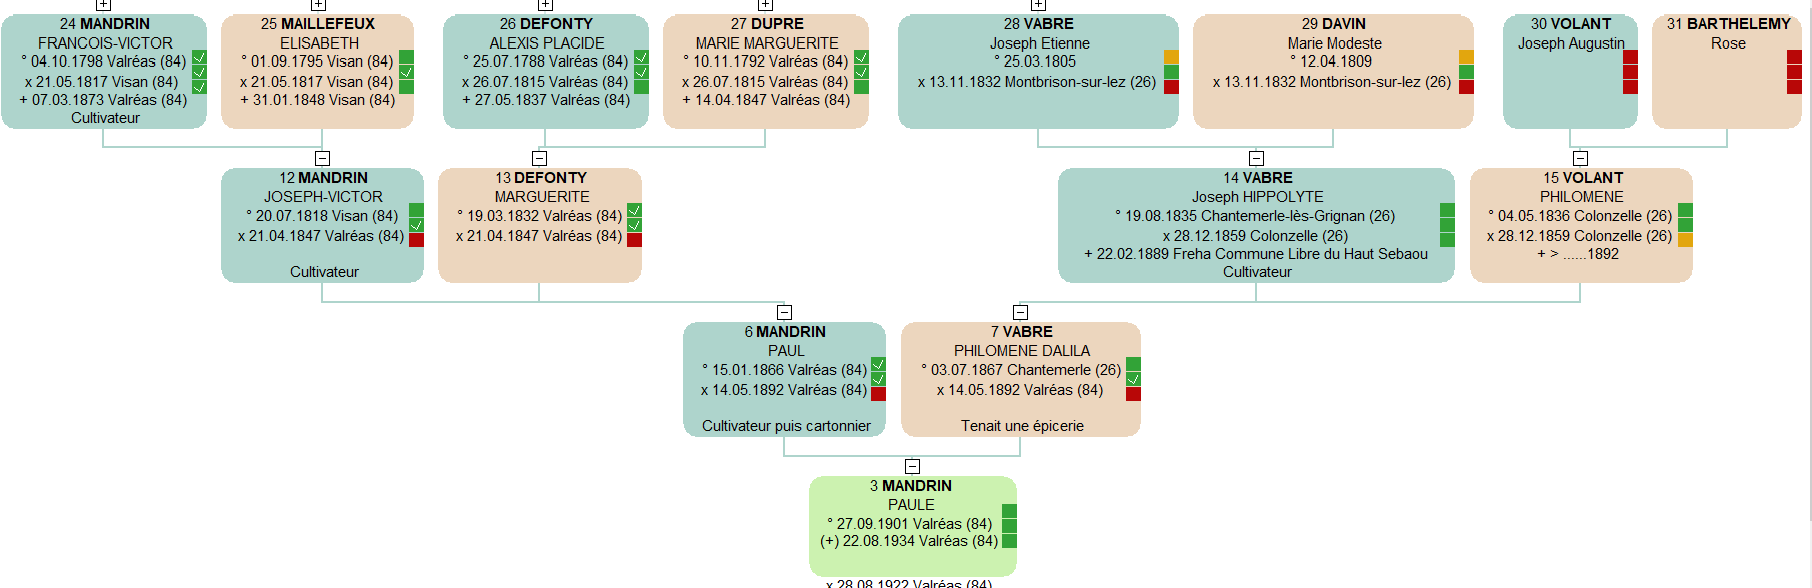 24 MANDRIN
FRANCOIS-VICTOR
° 04.10.1798 Valréas (84)
x 21.05.1817 Visan (84)
+ 07.03.1873 Valréas (84)
Cultivateur
25 MAILLEFEUX
ELISABETH
° 01.09.1795 Visan (84)
x 21.05.1817 Visan (84)
+ 31.01.1848 Visan (84)
26 DEFONTY
ALEXIS PLACIDE
° 25.07.1788 Valréas (84)
x 26.07.1815 Valréas (84)
+ 27.05.1837 Valréas (84)
27 DUPRE
MARIE MARGUERITE
° 10.11.1792 Valréas (84)
x 26.07.1815 Valréas (84)
+ 14.04.1847 Valréas (84)
28 VABRE
Joseph Etienne
° 25.03.1805
x 13.11.1832 Montbrison-sur-lez (26)
29 DAVIN
Marie Modeste
° 12.04.1809
x 13.11.1832 Montbrison-sur-lez (26)
30 VOLANT
Joseph Augustin
31 BARTHELEMY
Rose
12 MANDRIN
JOSEPH-VICTOR
° 20.07.1818 Visan (84)
x 21.04.1847 Valréas (84)
Cultivateur
13 DEFONTY
MARGUERITE
° 19.03.1832 Valréas (84)
x 21.04.1847 Valréas (84)
14 VABRE
Joseph HIPPOLYTE
° 19.08.1835 Chantemerle-lès-Grignan (26)
x 28.12.1859 Colonzelle (26)
+ 22.02.1889 Freha Commune Libre du Haut Sebaou
Cultivateur
15 VOLANT
PHILOMENE
° 04.05.1836 Colonzelle (26)
x 28.12.1859 Colonzelle (26)
+ > ......1892
6 MANDRIN
PAUL
° 15.01.1866 Valréas (84)
x 14.05.1892 Valréas (84)
Cultivateur puis cartonnier
7 VABRE
PHILOMENE DALILA
° 03.07.1867 Chantemerle (26)
x 14.05.1892 Valréas (84)
Tenait une épicerie
3 MANDRIN
PAULE
° 27.09.1901 Valréas (84)
(+) 22.08.1934 Valréas (84)
x 28.08.1922 Valréas (84)